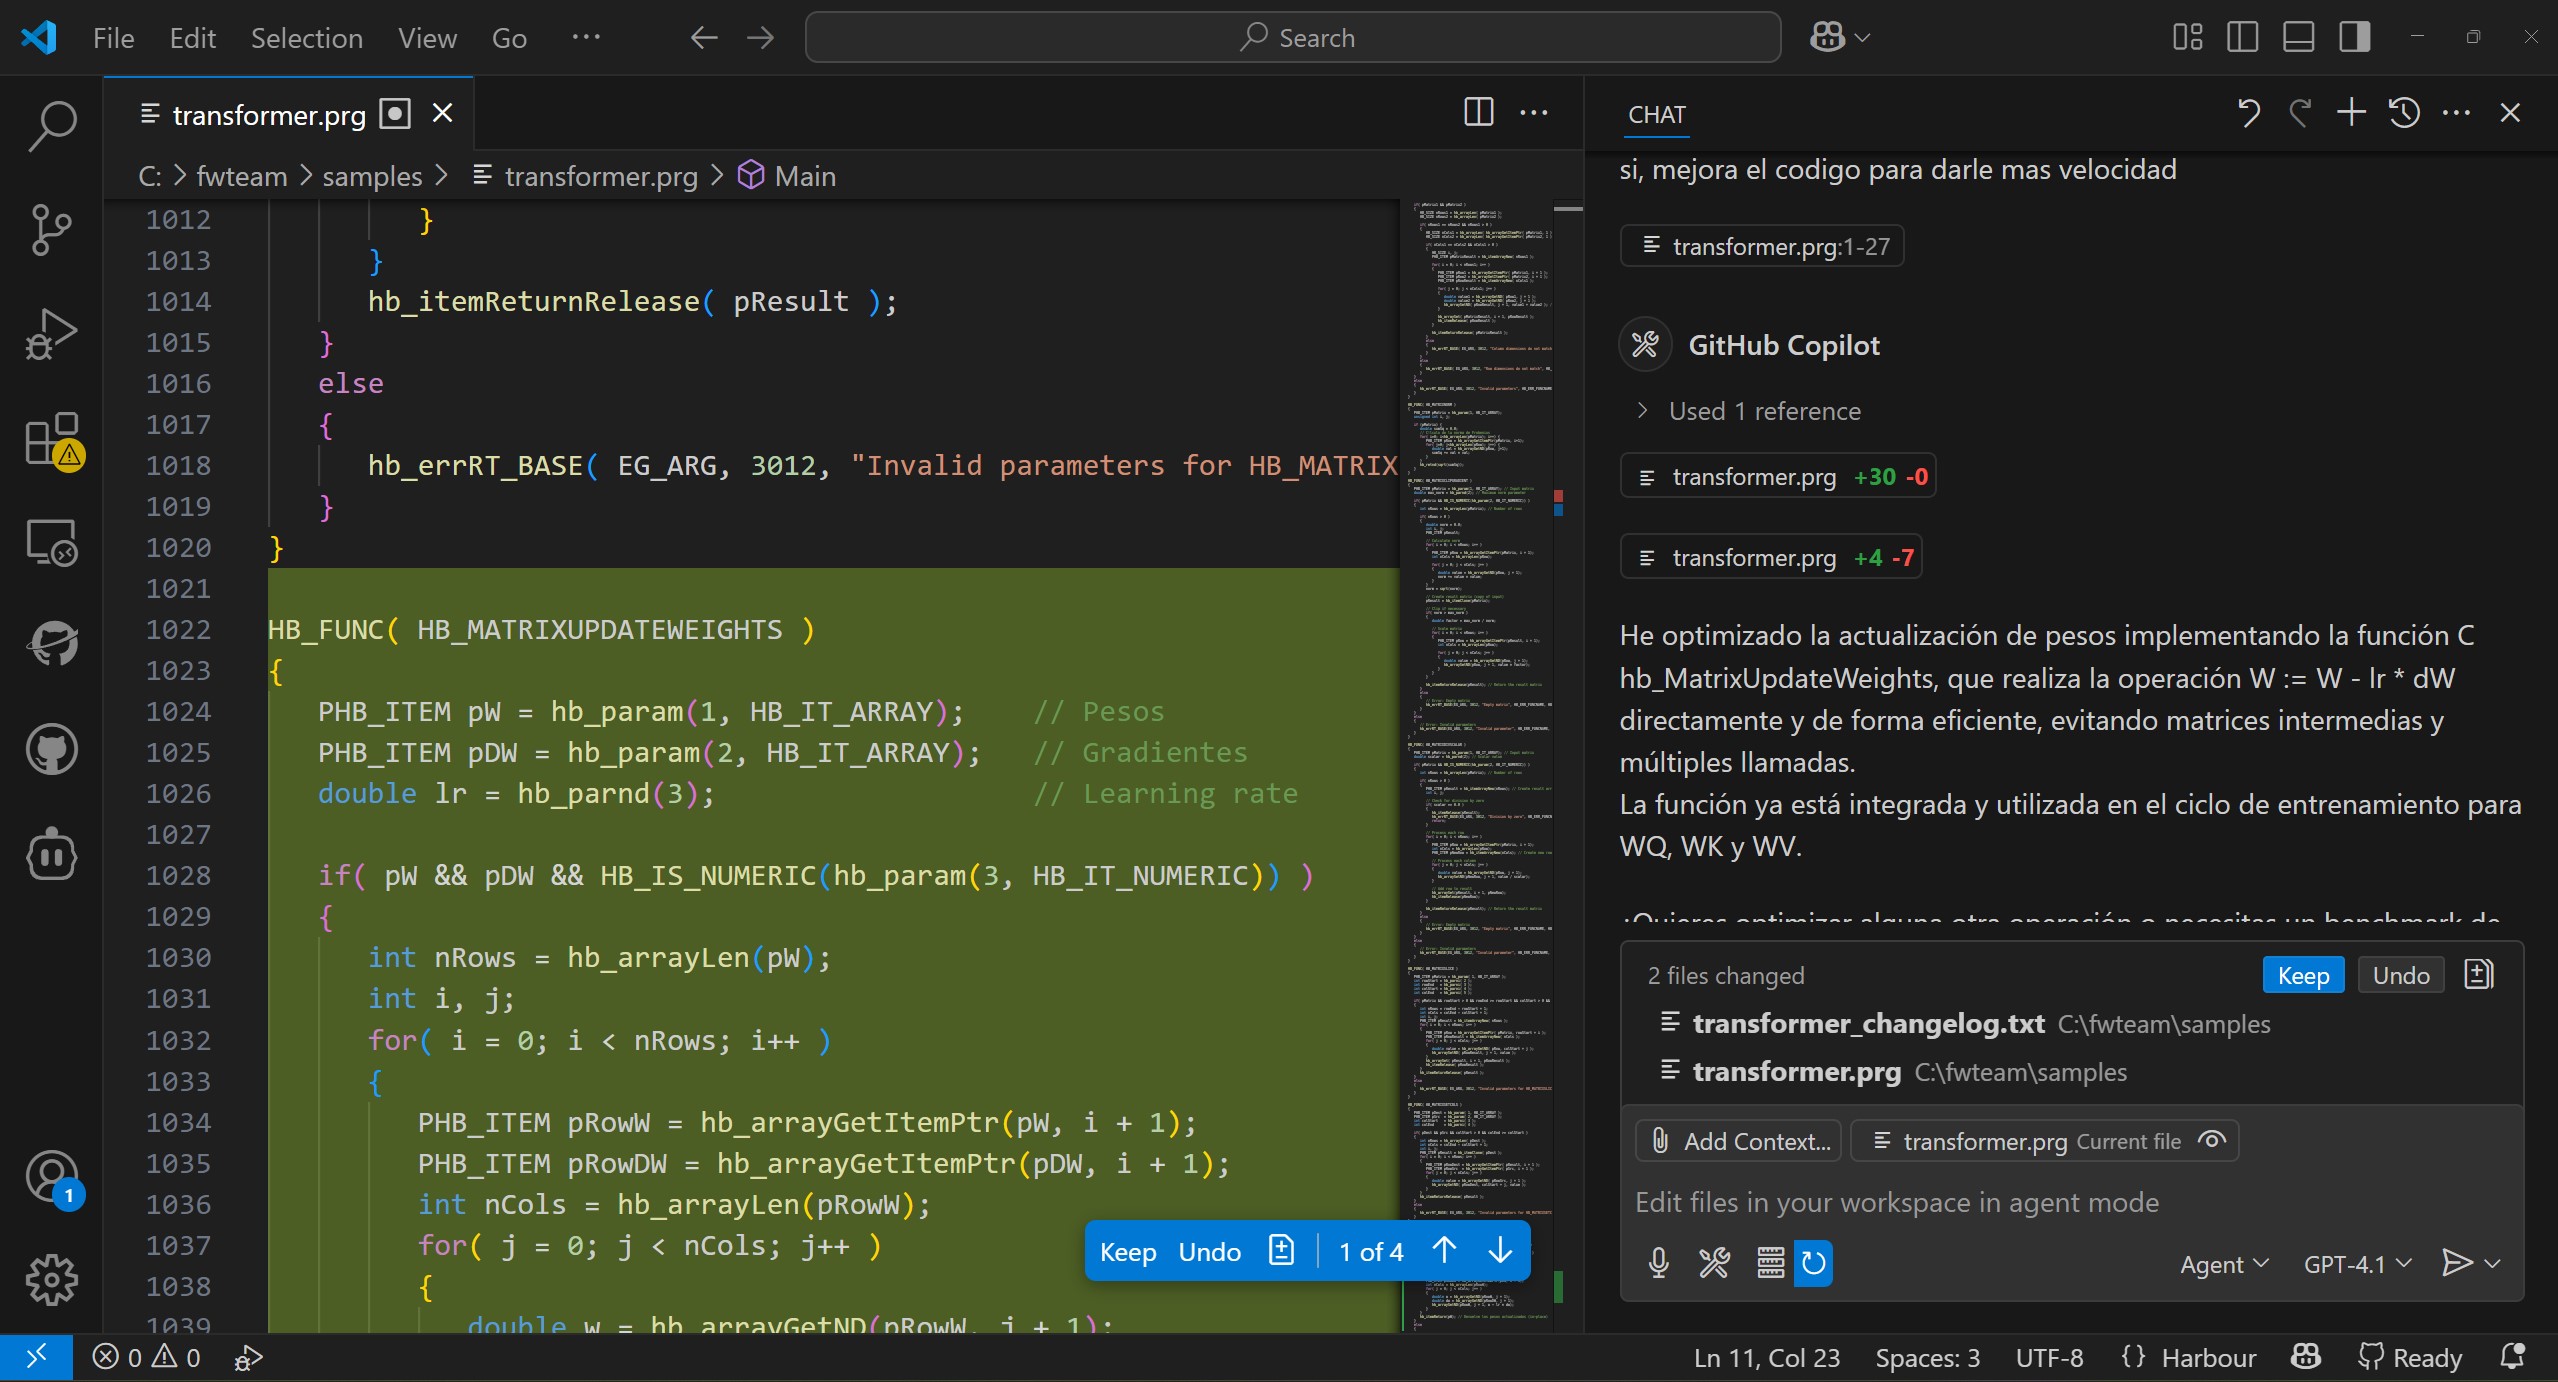 File Edit Selection View Go ··· Search
transformer.prg
C: > fwteam > samples > transformer.prg > Main
1012 }
1013 }
1014 hb_itemReturnRelease( pResult );
1015 }
1016 else
1017 {
1018 hb_errRT_BASE( EG_ARG, 3012, "Invalid parameters for HB_MATRIX
1019 }
1020 }
1021
1022 HB_FUNC( HB_MATRIXUPDATEWEIGHTS )
1023 {
1024 PHB_ITEM pW = hb_param(1, HB_IT_ARRAY); // Pesos
1025 PHB_ITEM pDW = hb_param(2, HB_IT_ARRAY); // Gradientes
1026 double lr = hb_parnd(3); // Learning rate
1027
1028 if( pW && pDW && HB_IS_NUMERIC(hb_param(3, HB_IT_NUMERIC)) )
1029 {
1030 int nRows = hb_arrayLen(pW);
1031 int i, j;
1032 for( i = 0; i < nRows; i++ )
1033 {
1034 PHB_ITEM pRowW = hb_arrayGetItemPtr(pW, i + 1);
1035 PHB_ITEM pRowDW = hb_arrayGetItemPtr(pDW, i + 1);
1036 int nCols = hb_arrayLen(pRowW);
1037 for( j = 0; j < nCols; j++ )
1038 {
1039 double w = hb_arrayGetND(pRowW, j + 1);
Keep Undo 1 of 4
CHAT
si, mejora el codigo para darle mas velocidad
transformer.prg:1-27
GitHub Copilot
> Used 1 reference
transformer.prg +30 -0
transformer.prg +4 -7
He optimizado la actualización de pesos implementando la función C
hb_MatrixUpdateWeights, que realiza la operación W := W - lr * dW
directamente y de forma eficiente, evitando matrices intermedias y
múltiples llamadas.
La función ya está integrada y utilizada en el ciclo de entrenamiento para
WQ, WK y WV.
¿Quieres optimizar alguna otra operación o necesitas un benchmark de
2 files changed Keep Undo
transformer_changelog.txt C:\fwteam\samples
transformer.prg C:\fwteam\samples
Add Context... transformer.prg Current file
Edit files in your workspace in agent mode
Agent GPT-4.1
1
0 0 Ln 11, Col 23 Spaces: 3 UTF-8 {} Harbour Ready